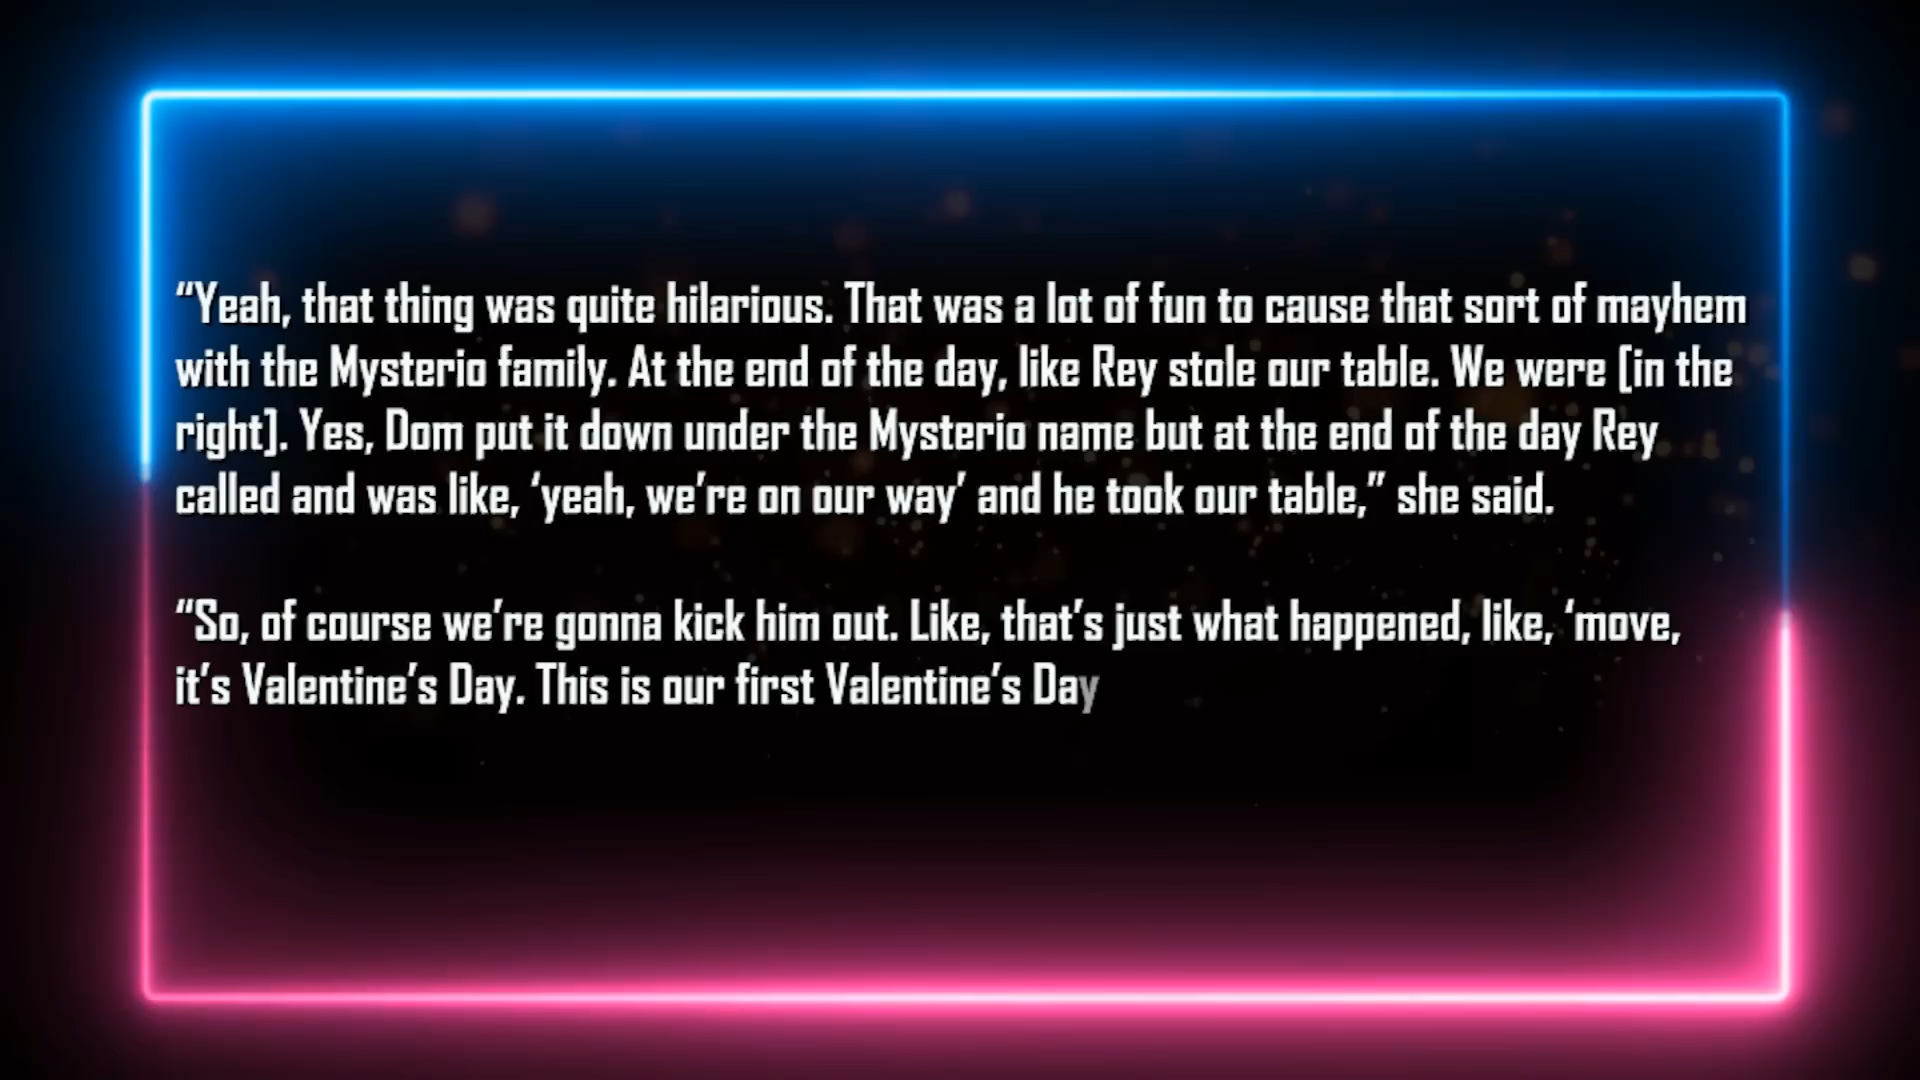 “Yeah, that thing was quite hilarious. That was a lot of fun to cause that sort of mayhem
with the Mysterio family. At the end of the day, like Rey stole our table. We were [in the
right]. Yes, Dom put it down under the Mysterio name but at the end of the day Rey
called and was like, ‘yeah, we’re on our way’ and he took our table,” she said.
“So, of course we’re gonna kick him out. Like, that’s just what happened, like, ‘move,
it’s Valentine’s Day. This is our first Valentine’s Day